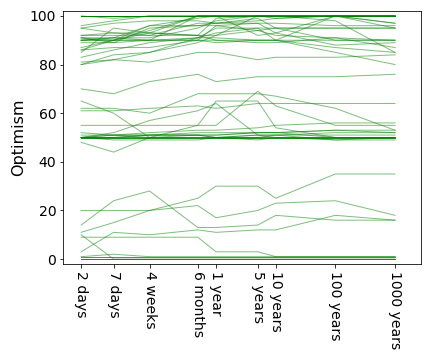 100
80
60
40
20
0
Optimism
2 days
7 days
4 weeks
6 months
1 year
5 years
10 years
100 years
1000 years